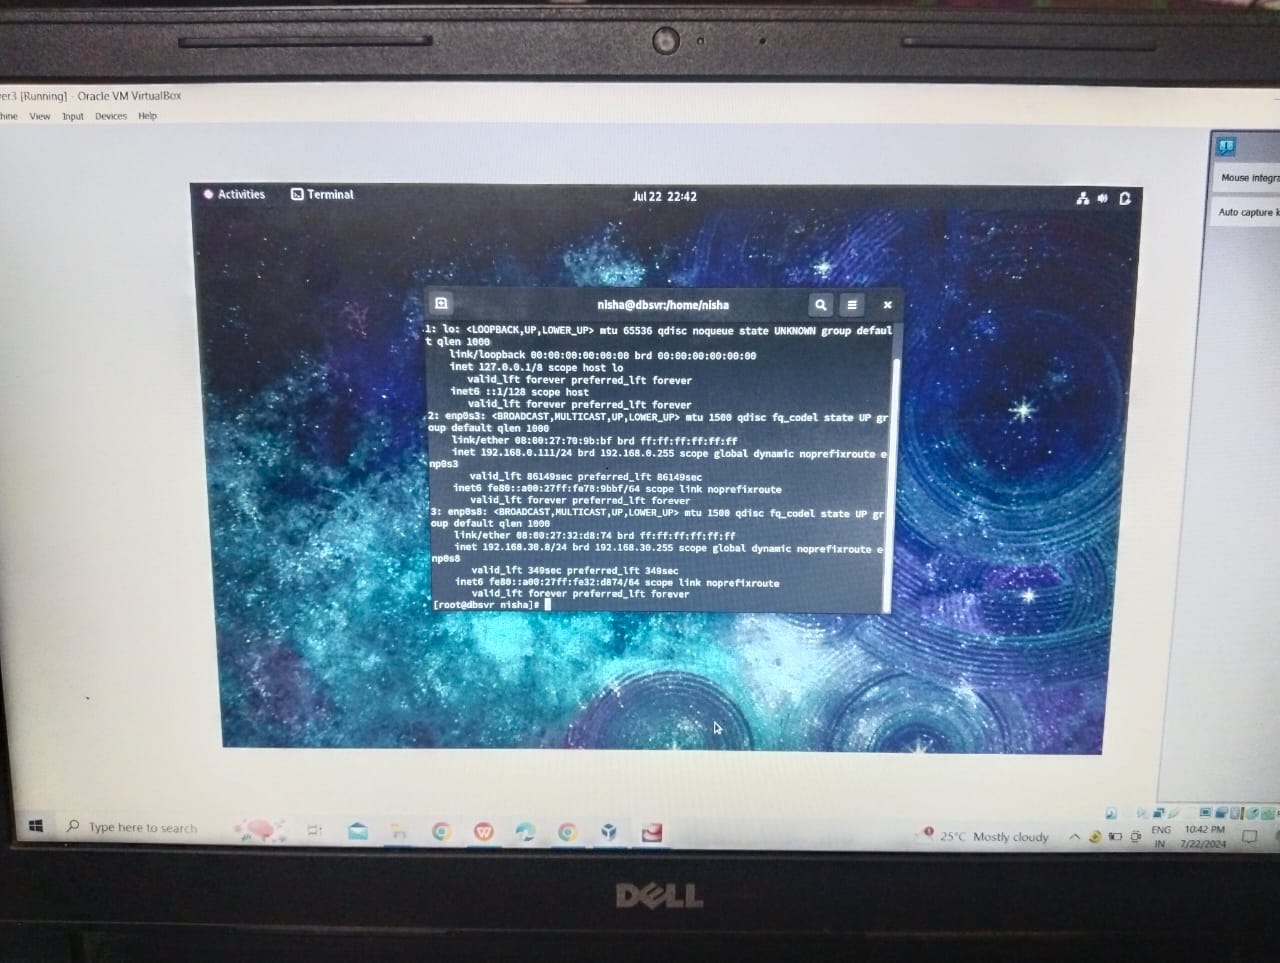 [Running] - Oracle VM VirtualBox
View Input Devices Help
Mouse
Auto capture
Activities Terminal Jul 22 22:42
nisha@dbsvr:/home/nisha
1: lo: <LOOPBACK,UP,LOWER_UP> mtu 65536 qdisc noqueue state UNKNOWN group defaul
t qlen 1000
link/loopback 00:00:00:00:00:00 brd 00:00:00:00:00:00
inet 127.0.0.1/8 scope host lo
valid_lft forever preferred_lft forever
inet6 ::1/128 scope host
valid_lft forever preferred_lft forever
2: enp0s3: <BROADCAST,MULTICAST,UP,LOWER_UP> mtu 1500 qdisc fq_codel state UP gr
oup default qlen 1000
link/ether 08:00:27:70:9b:bf brd ff:ff:ff:ff:ff:ff
inet 192.168.0.111/24 brd 192.168.0.255 scope global dynamic noprefixroute e
np0s3
valid_lft 86149sec preferred_lft 86149sec
inet6 fe80::a00:27ff:fe70:9bbf/64 scope link noprefixroute
valid_lft forever preferred_lft forever
3: enp0s8: <BROADCAST,MULTICAST,UP,LOWER_UP> mtu 1500 qdisc fq_codel state UP gr
oup default qlen 1000
link/ether 08:00:27:32:d8:74 brd ff:ff:ff:ff:ff:ff
inet 192.168.30.8/24 brd 192.168.30.255 scope global dynamic noprefixroute e
np0s8
valid_lft 349sec preferred_lft 349sec
inet6 fe80::a00:27ff:fe32:d874/64 scope link noprefixroute
valid_lft forever preferred_lft forever
[root@dbsvr nisha]#
Type here to search
25°C Mostly cloudy
ENG
IN
10:42 PM
7/22/2024
DELL